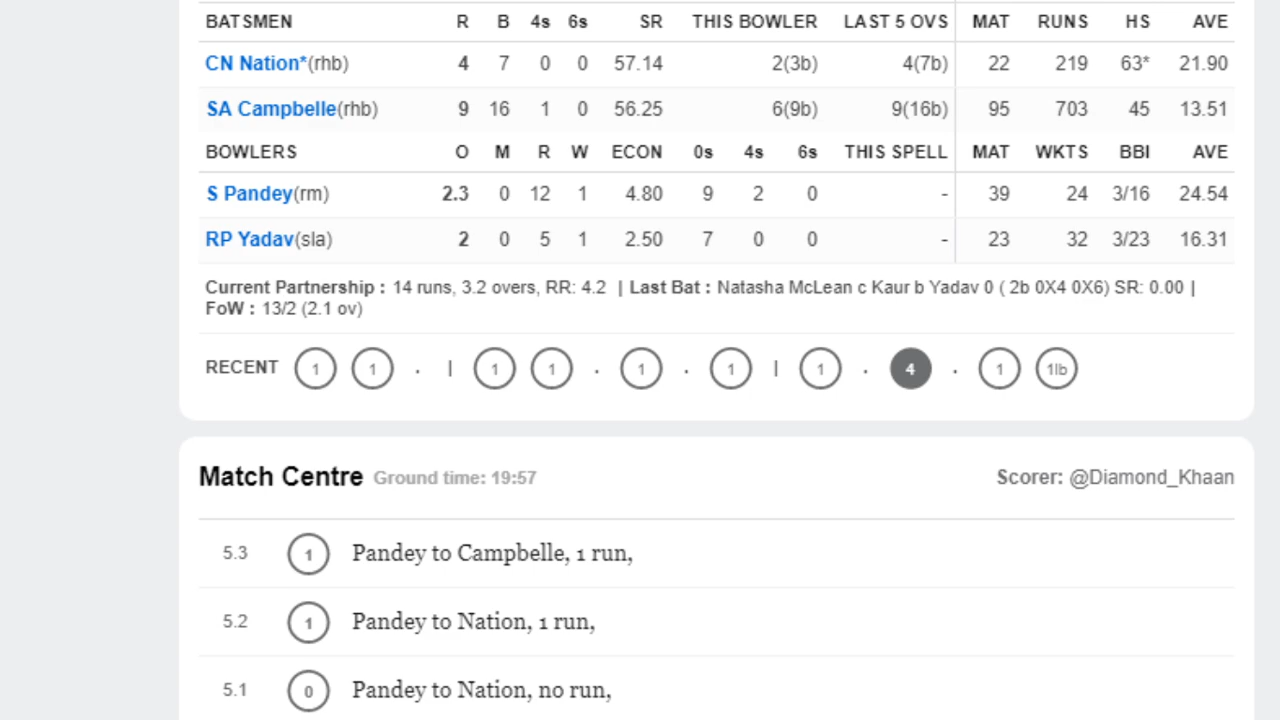 BATSMEN R B 4s 6s SR THIS BOWLER LAST 5 OVS MAT RUNS HS AVE
CN Nation*(rhb) 4 7 0 0 57.14 2(3b) 4(7b) 22 219 63* 21.90
SA Campbelle(rhb) 9 16 1 0 56.25 6(9b) 9(16b) 95 703 45 13.51
BOWLERS O M R W ECON 0s 4s 6s THIS SPELL MAT WKTS BBI AVE
S Pandey(rm) 2.3 0 12 1 4.80 9 2 0 - 39 24 3/16 24.54
RP Yadav(sla) 2 0 5 1 2.50 7 0 0 - 23 32 3/23 16.31
Current Partnership : 14 runs, 3.2 overs, RR: 4.2 | Last Bat : Natasha McLean c Kaur b Yadav 0 ( 2b 0X4 0X6) SR: 0.00 |
FoW : 13/2 (2.1 ov)
RECENT 1 1 . | 1 1 . 1 . 1 | 1 . 4 . 1 1lb
Match Centre Ground time: 19:57 Scorer: @Diamond_Khaan
5.3 1 Pandey to Campbelle, 1 run,
5.2 1 Pandey to Nation, 1 run,
5.1 0 Pandey to Nation, no run,